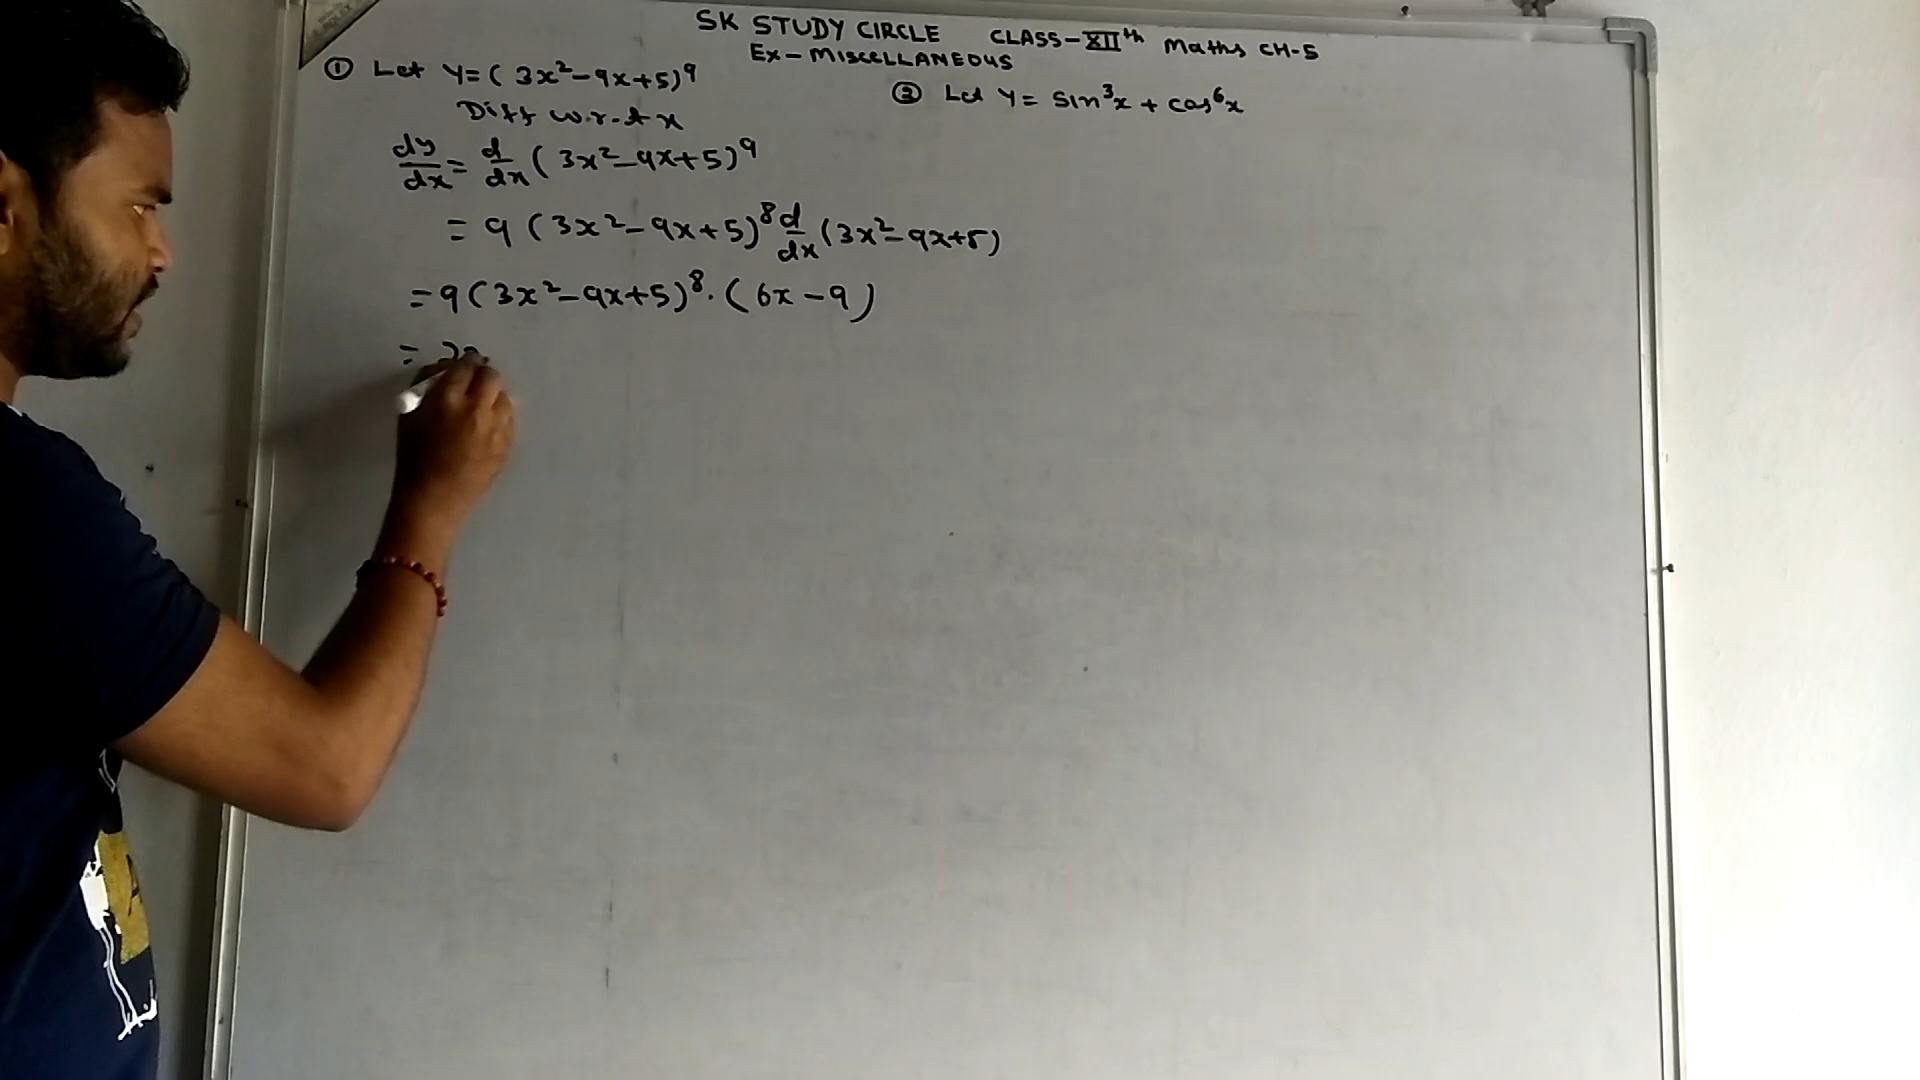 SK STUDY CIRCLE CLASS-XIIth Maths CH-5
Ex-MISCELLANEOUS
① Let y=(3x²-9x+5)⁹
Diff w.r.t x
dy/dx = d/dx (3x²-9x+5)⁹
= 9(3x²-9x+5)⁸ d/dx (3x²-9x+5)
= 9(3x²-9x+5)⁸.(6x-9)
=
② Let y= sin³x + cos⁶x